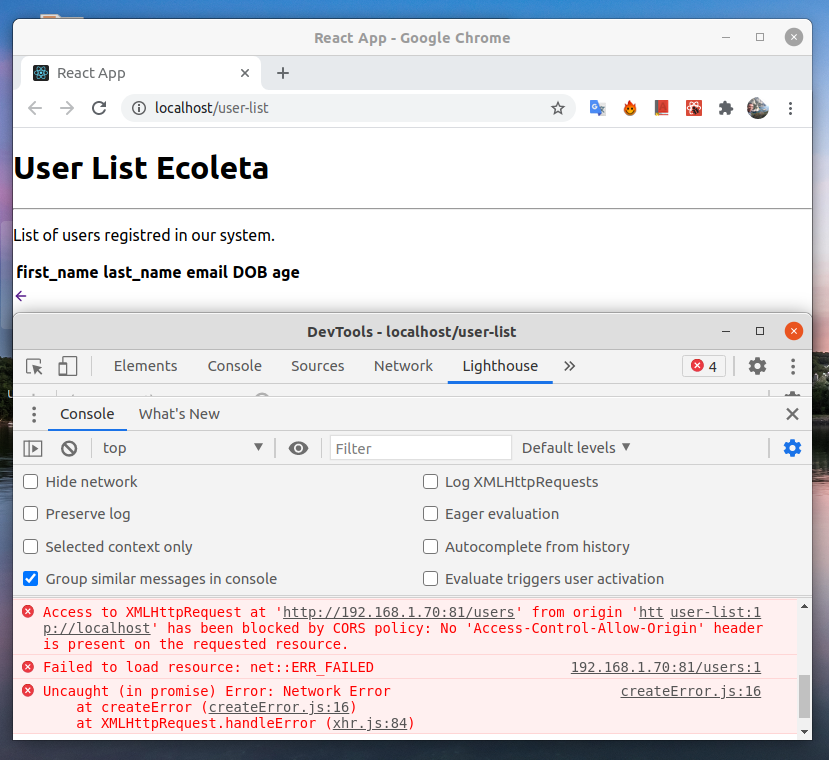 React App - Google Chrome
React App
localhost/user-list
User List Ecoleta
List of users registred in our system.
first_name last_name email DOB age
DevTools - localhost/user-list
Elements Console Sources Network Lighthouse 4
Console What's New
top Filter Default levels
Hide network Log XMLHttpRequests
Preserve log Eager evaluation
Selected context only Autocomplete from history
Group similar messages in console Evaluate triggers user activation
Access to XMLHttpRequest at 'http://192.168.1.70:81/users' from origin 'htt user-list:1
p://localhost' has been blocked by CORS policy: No 'Access-Control-Allow-Origin' header
is present on the requested resource.
Failed to load resource: net::ERR_FAILED 192.168.1.70:81/users:1
Uncaught (in promise) Error: Network Error createError.js:16
at createError (createError.js:16)
at XMLHttpRequest.handleError (xhr.js:84)